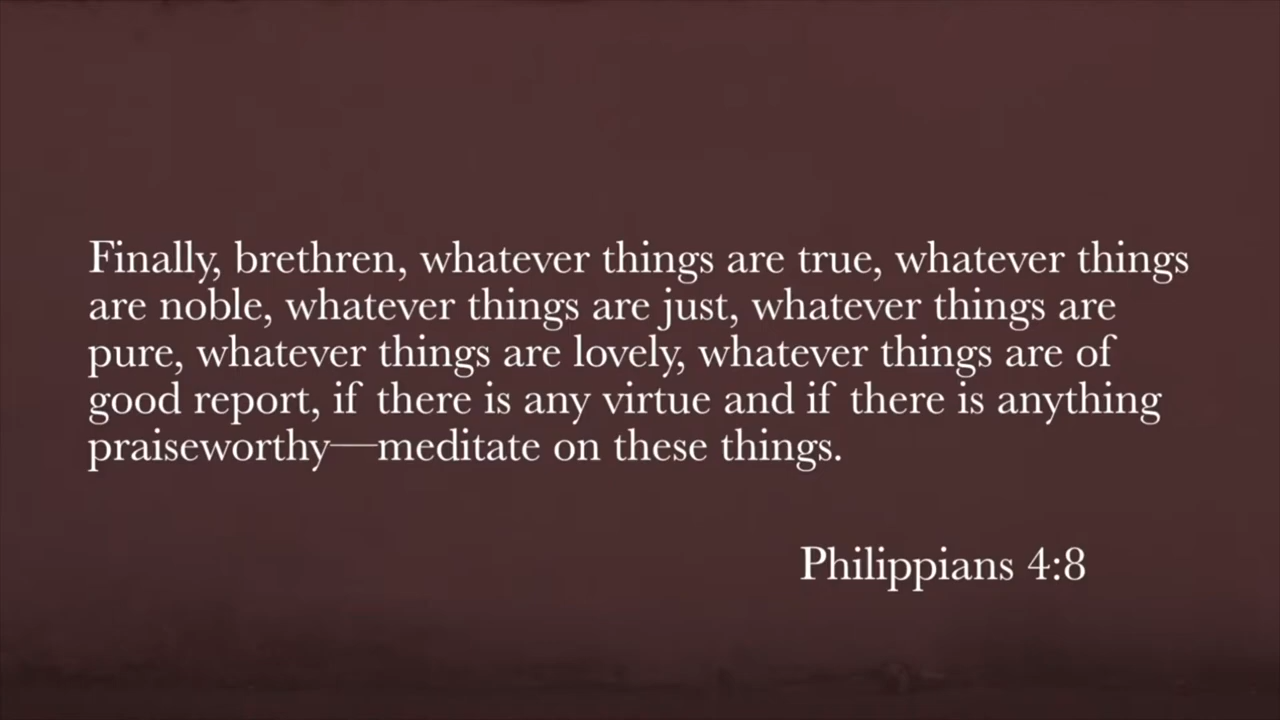 Finally, brethren, whatever things are true, whatever things
are noble, whatever things are just, whatever things are
pure, whatever things are lovely, whatever things are of
good report, if there is any virtue and if there is anything
praiseworthy—meditate on these things.
Philippians 4:8